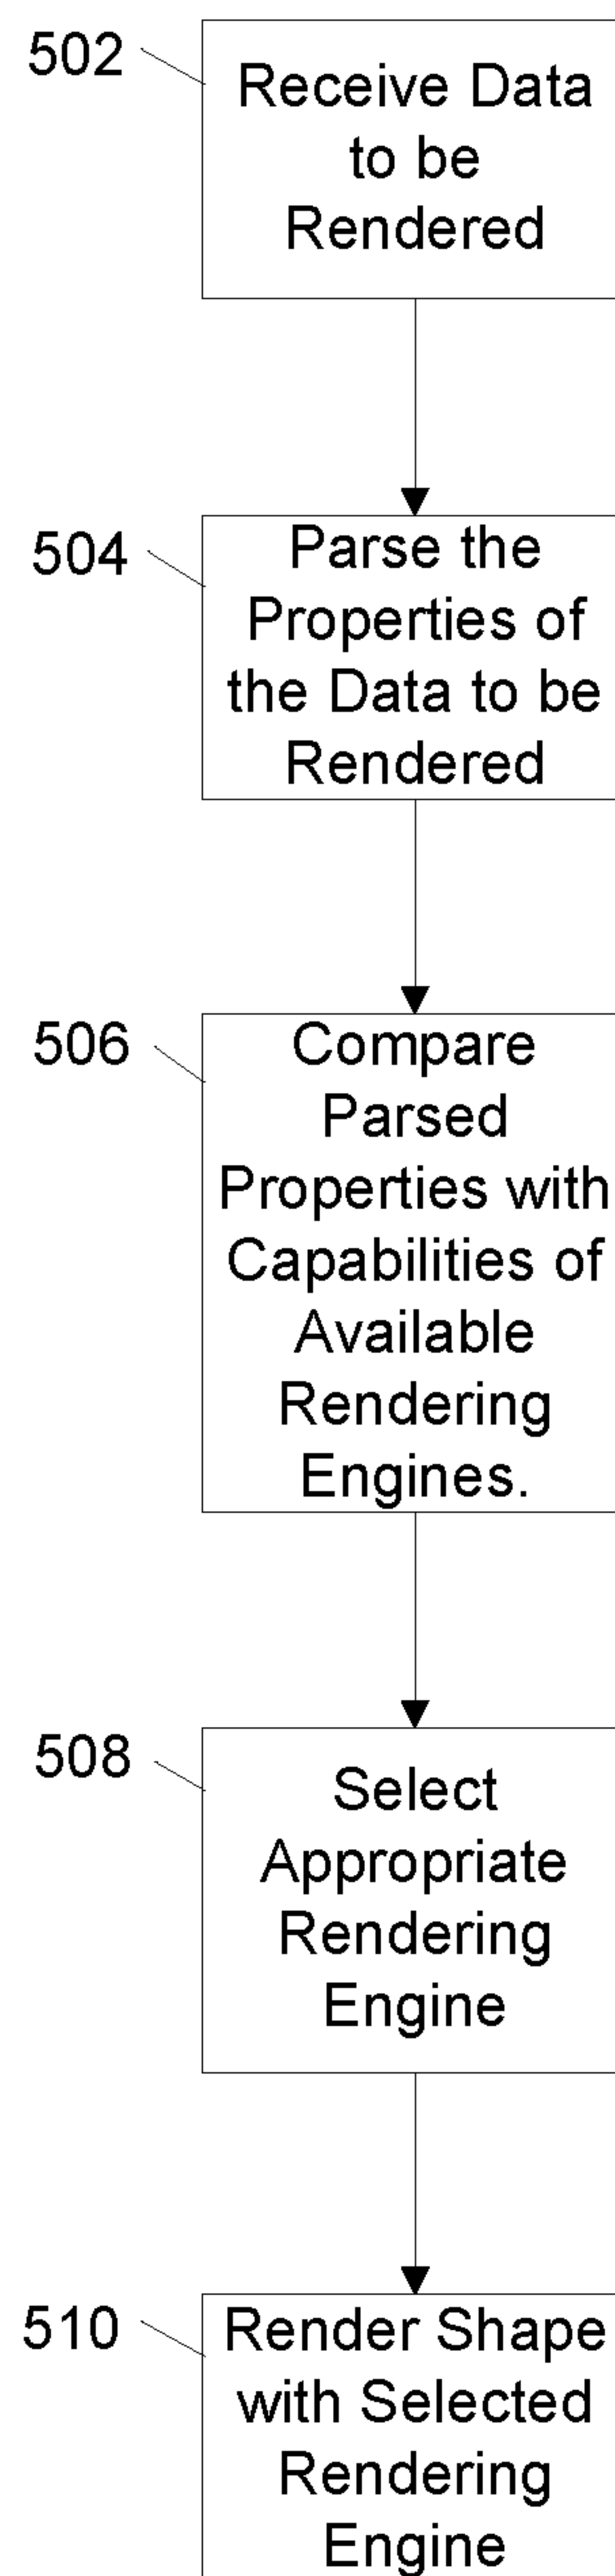 502
Receive Data
to be
Rendered
504
Parse the
Properties of
the Data to be
Rendered
506
Compare
Parsed
Properties with
Capabilities of
Available
Rendering
Engines.
508
Select
Appropriate
Rendering
Engine
510
Render Shape
with Selected
Rendering
Engine